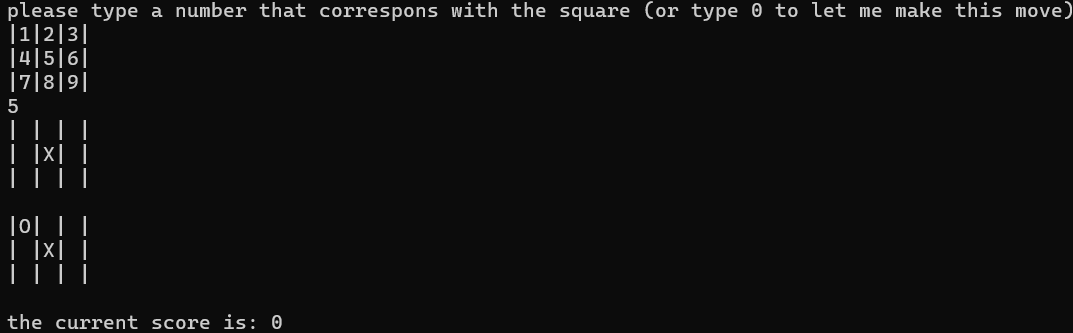 please type a number that correspons with the square (or type 0 to let me make this move)
|1|2|3|
|4|5|6|
|7|8|9|
5
| | | |
| |X| |
| | | |
|O| | |
| |X| |
| | | |
the current score is: 0